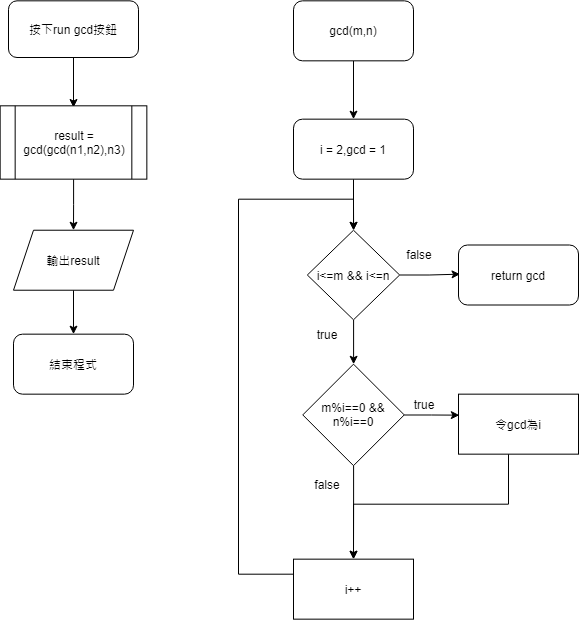 按下run gcd按鈕
result =
gcd(gcd(n1,n2),n3)
輸出result
結束程式
gcd(m,n)
i = 2,gcd = 1
i<=m && i<=n
false
return gcd
true
m%i==0 &&
n%i==0
true
令gcd為i
false
i++